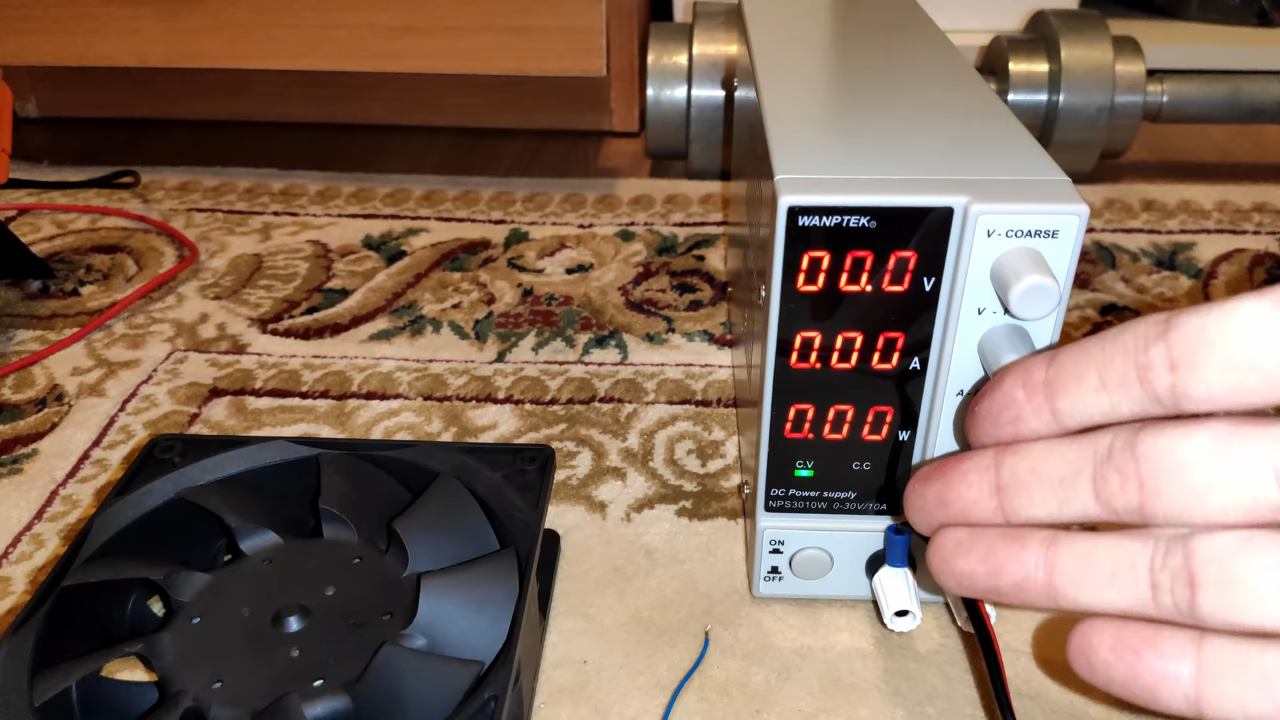 WANPTEK®
00.0 V
0.00 A
0.00 W
C.V C.C
DC Power supply
NPS3010W 0-30V/10A
V - COARSE
V -
A-
ON
OFF